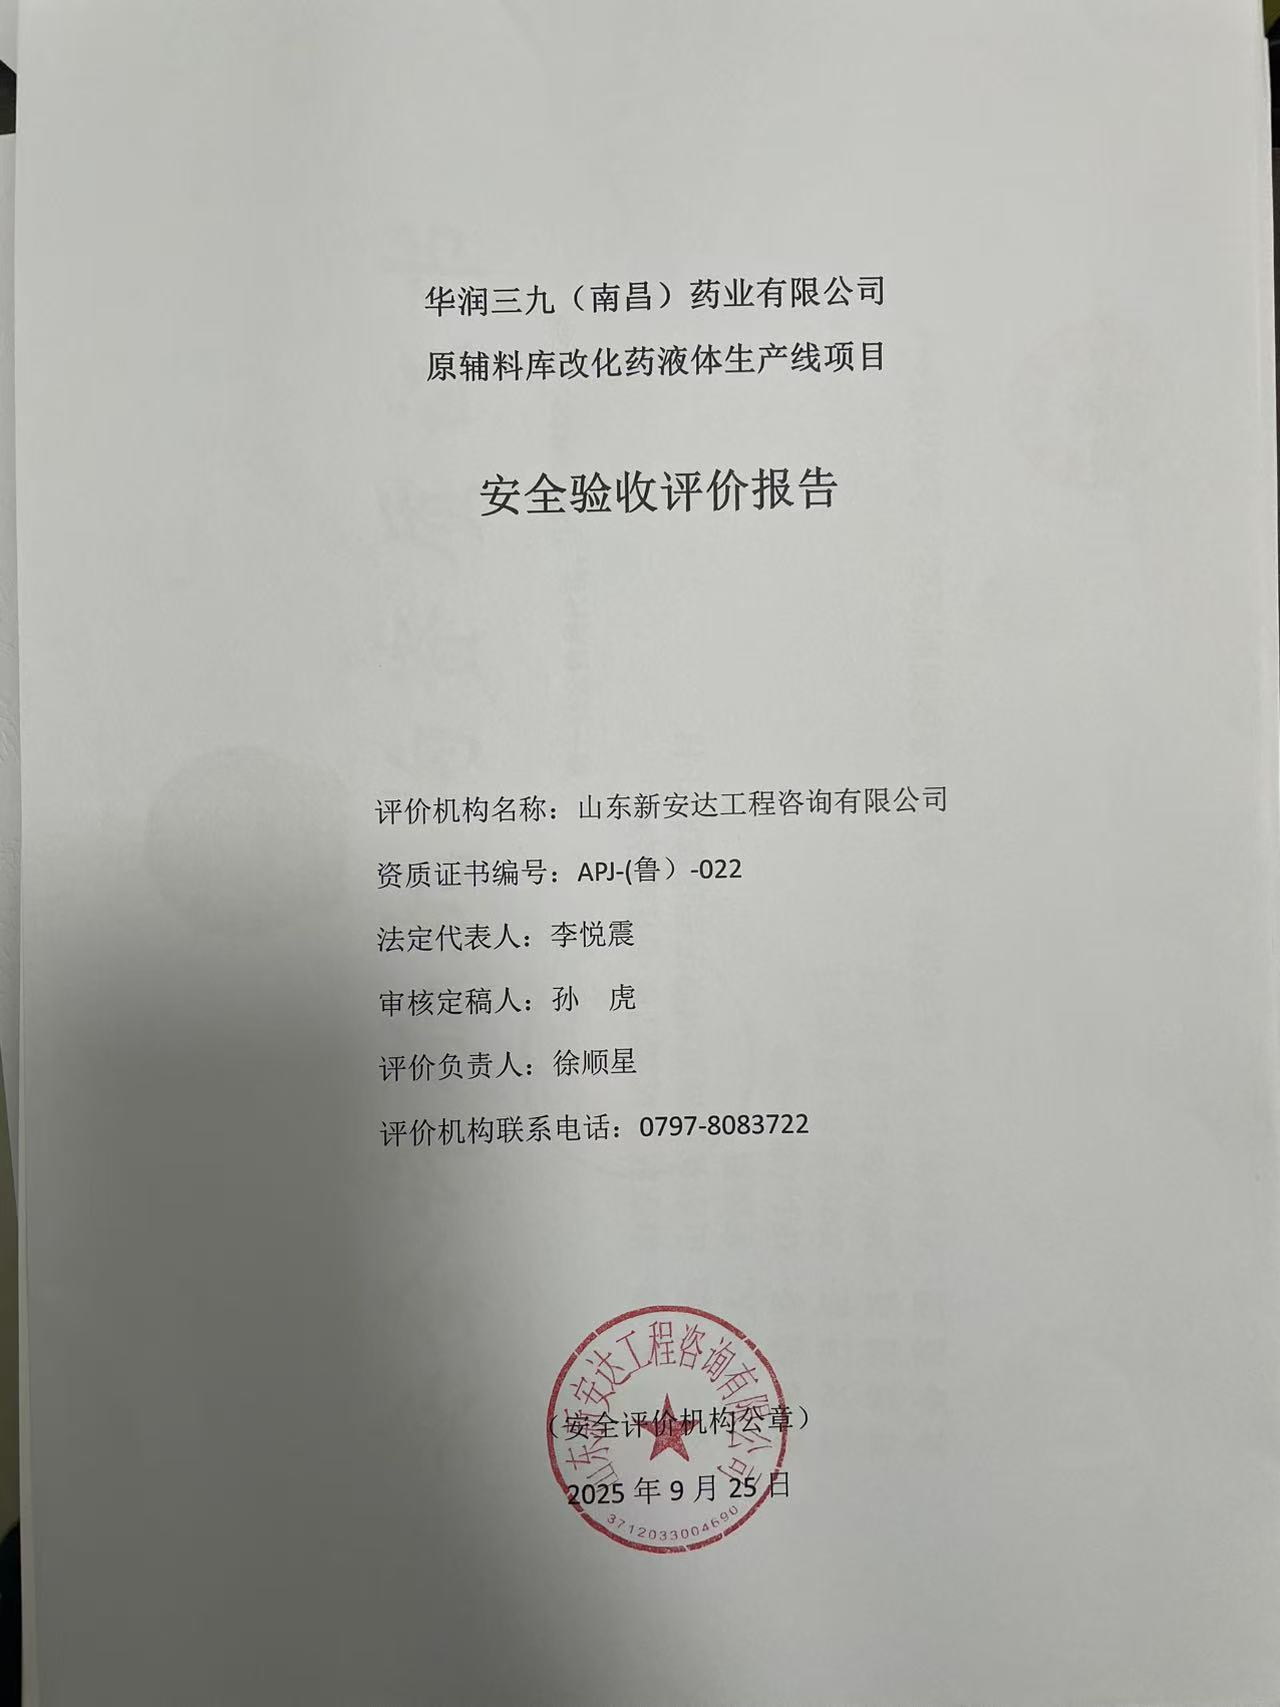 华润三九（南昌）药业有限公司
原辅料库改化药液体生产线项目
安全验收评价报告
评价机构名称：山东新安达工程咨询有限公司
资质证书编号：APJ-(鲁）-022
法定代表人：李悦震
审核定稿人：孙　虎
评价负责人：徐顺星
评价机构联系电话：0797-8083722
山东新安达工程咨询有限公司
（安全评价机构公章）
2025 年 9 月 25 日
3712033004690